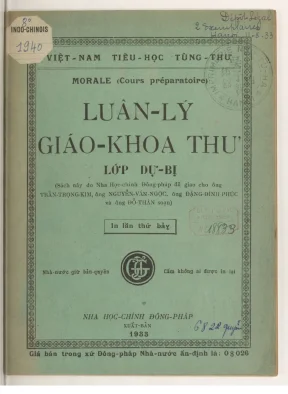 8°
INDO-CHINOIS
1940
VIỆT-NAM TIỂU-HỌC TÙNG-THƯ
MORALE (Cours préparatoire)
LUÂN-LÝ
GIÁO-KHOA THƯ
LỚP DỰ-BỊ
(Sách này do Nha Học-chính Đông-pháp đã giao cho ông
TRẦN-TRỌNG-KIM, ông NGUYỄN-VĂN-NGỌC, ông ĐẶNG-ĐÌNH-PHÚC
và ông ĐỖ-THẬN soạn)
In lần thứ bảy
Nhà-nước giữ bản-quyền
Cấm không ai được in lại
NHA HỌC-CHÍNH ĐÔNG-PHÁP
XUẤT-BẢN
1933
Giá bán trong xứ Đông-pháp Nhà-nước ấn-định là: 0$026